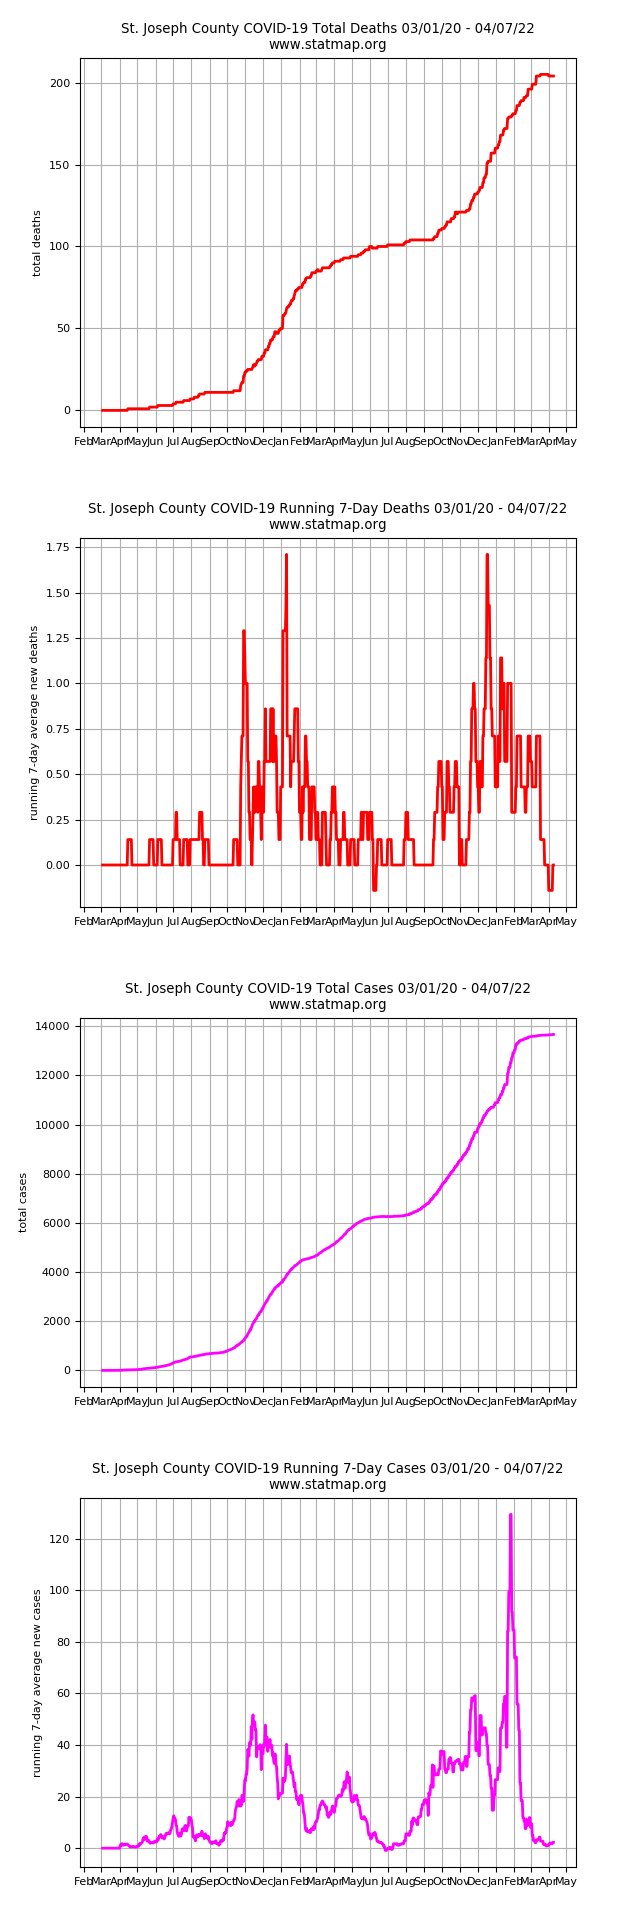 St. Joseph County COVID-19 Total Deaths 03/01/20 - 04/07/22
www.statmap.org
total deaths
200
150
100
50
0
Feb Mar Apr May Jun Jul Aug Sep Oct Nov Dec Jan Feb Mar Apr May Jun Jul Aug Sep Oct Nov Dec Jan Feb Mar Apr May
St. Joseph County COVID-19 Running 7-Day Deaths 03/01/20 - 04/07/22
www.statmap.org
running 7-day average new deaths
1.75
1.50
1.25
1.00
0.75
0.50
0.25
0.00
Feb Mar Apr May Jun Jul Aug Sep Oct Nov Dec Jan Feb Mar Apr May Jun Jul Aug Sep Oct Nov Dec Jan Feb Mar Apr May
St. Joseph County COVID-19 Total Cases 03/01/20 - 04/07/22
www.statmap.org
total cases
14000
12000
10000
8000
6000
4000
2000
0
Feb Mar Apr May Jun Jul Aug Sep Oct Nov Dec Jan Feb Mar Apr May Jun Jul Aug Sep Oct Nov Dec Jan Feb Mar Apr May
St. Joseph County COVID-19 Running 7-Day Cases 03/01/20 - 04/07/22
www.statmap.org
running 7-day average new cases
120
100
80
60
40
20
0
Feb Mar Apr May Jun Jul Aug Sep Oct Nov Dec Jan Feb Mar Apr May Jun Jul Aug Sep Oct Nov Dec Jan Feb Mar Apr May